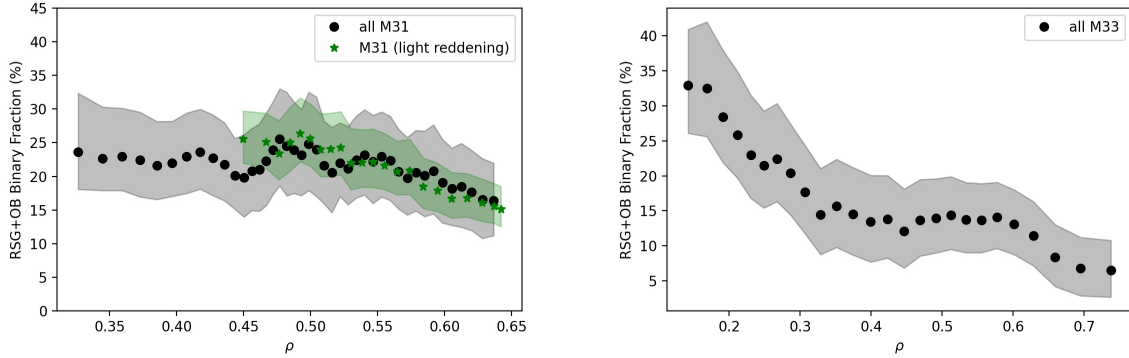 45
40
35
30
25
20
15
10
5
0
RSG+OB Binary Fraction (%)
all M31
M31 (light reddening)
0.35 0.40 0.45 0.50 0.55 0.60 0.65
ρ
40
35
30
25
20
15
10
5
RSG+OB Binary Fraction (%)
all M33
0.2 0.3 0.4 0.5 0.6 0.7
ρ